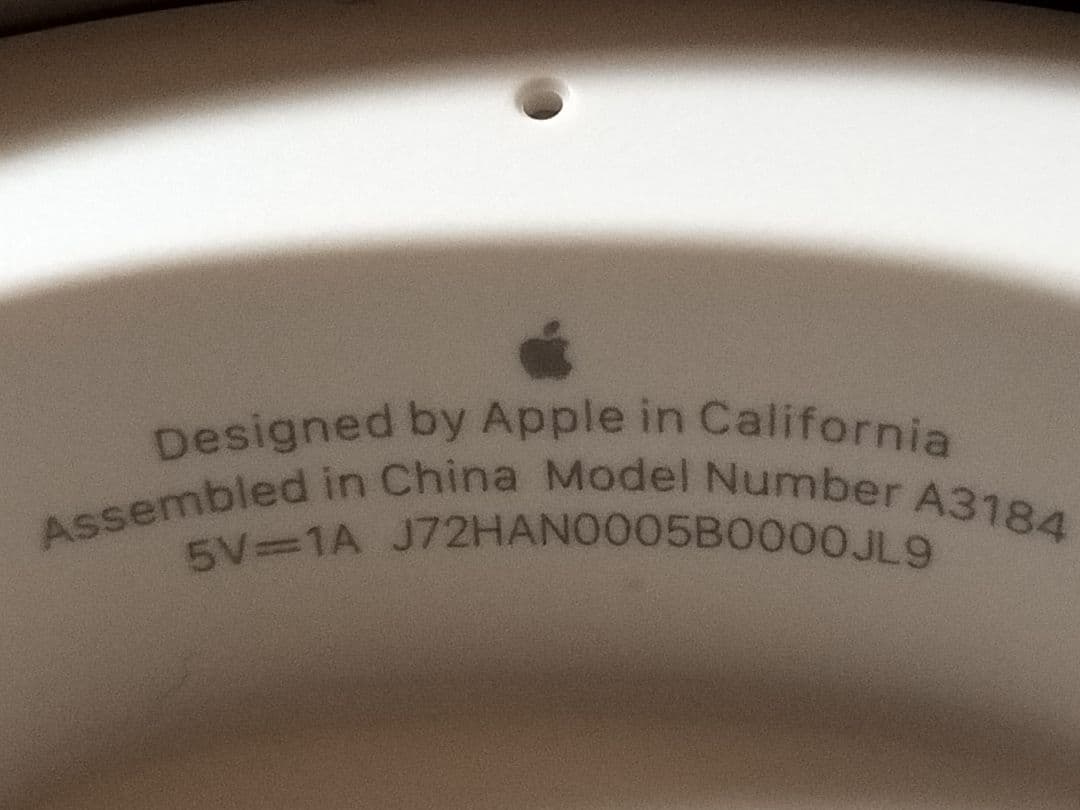 Designed by Apple in California
Assembled in China Model Number A3184
5V⎓1A J72HAN0005B0000JL9